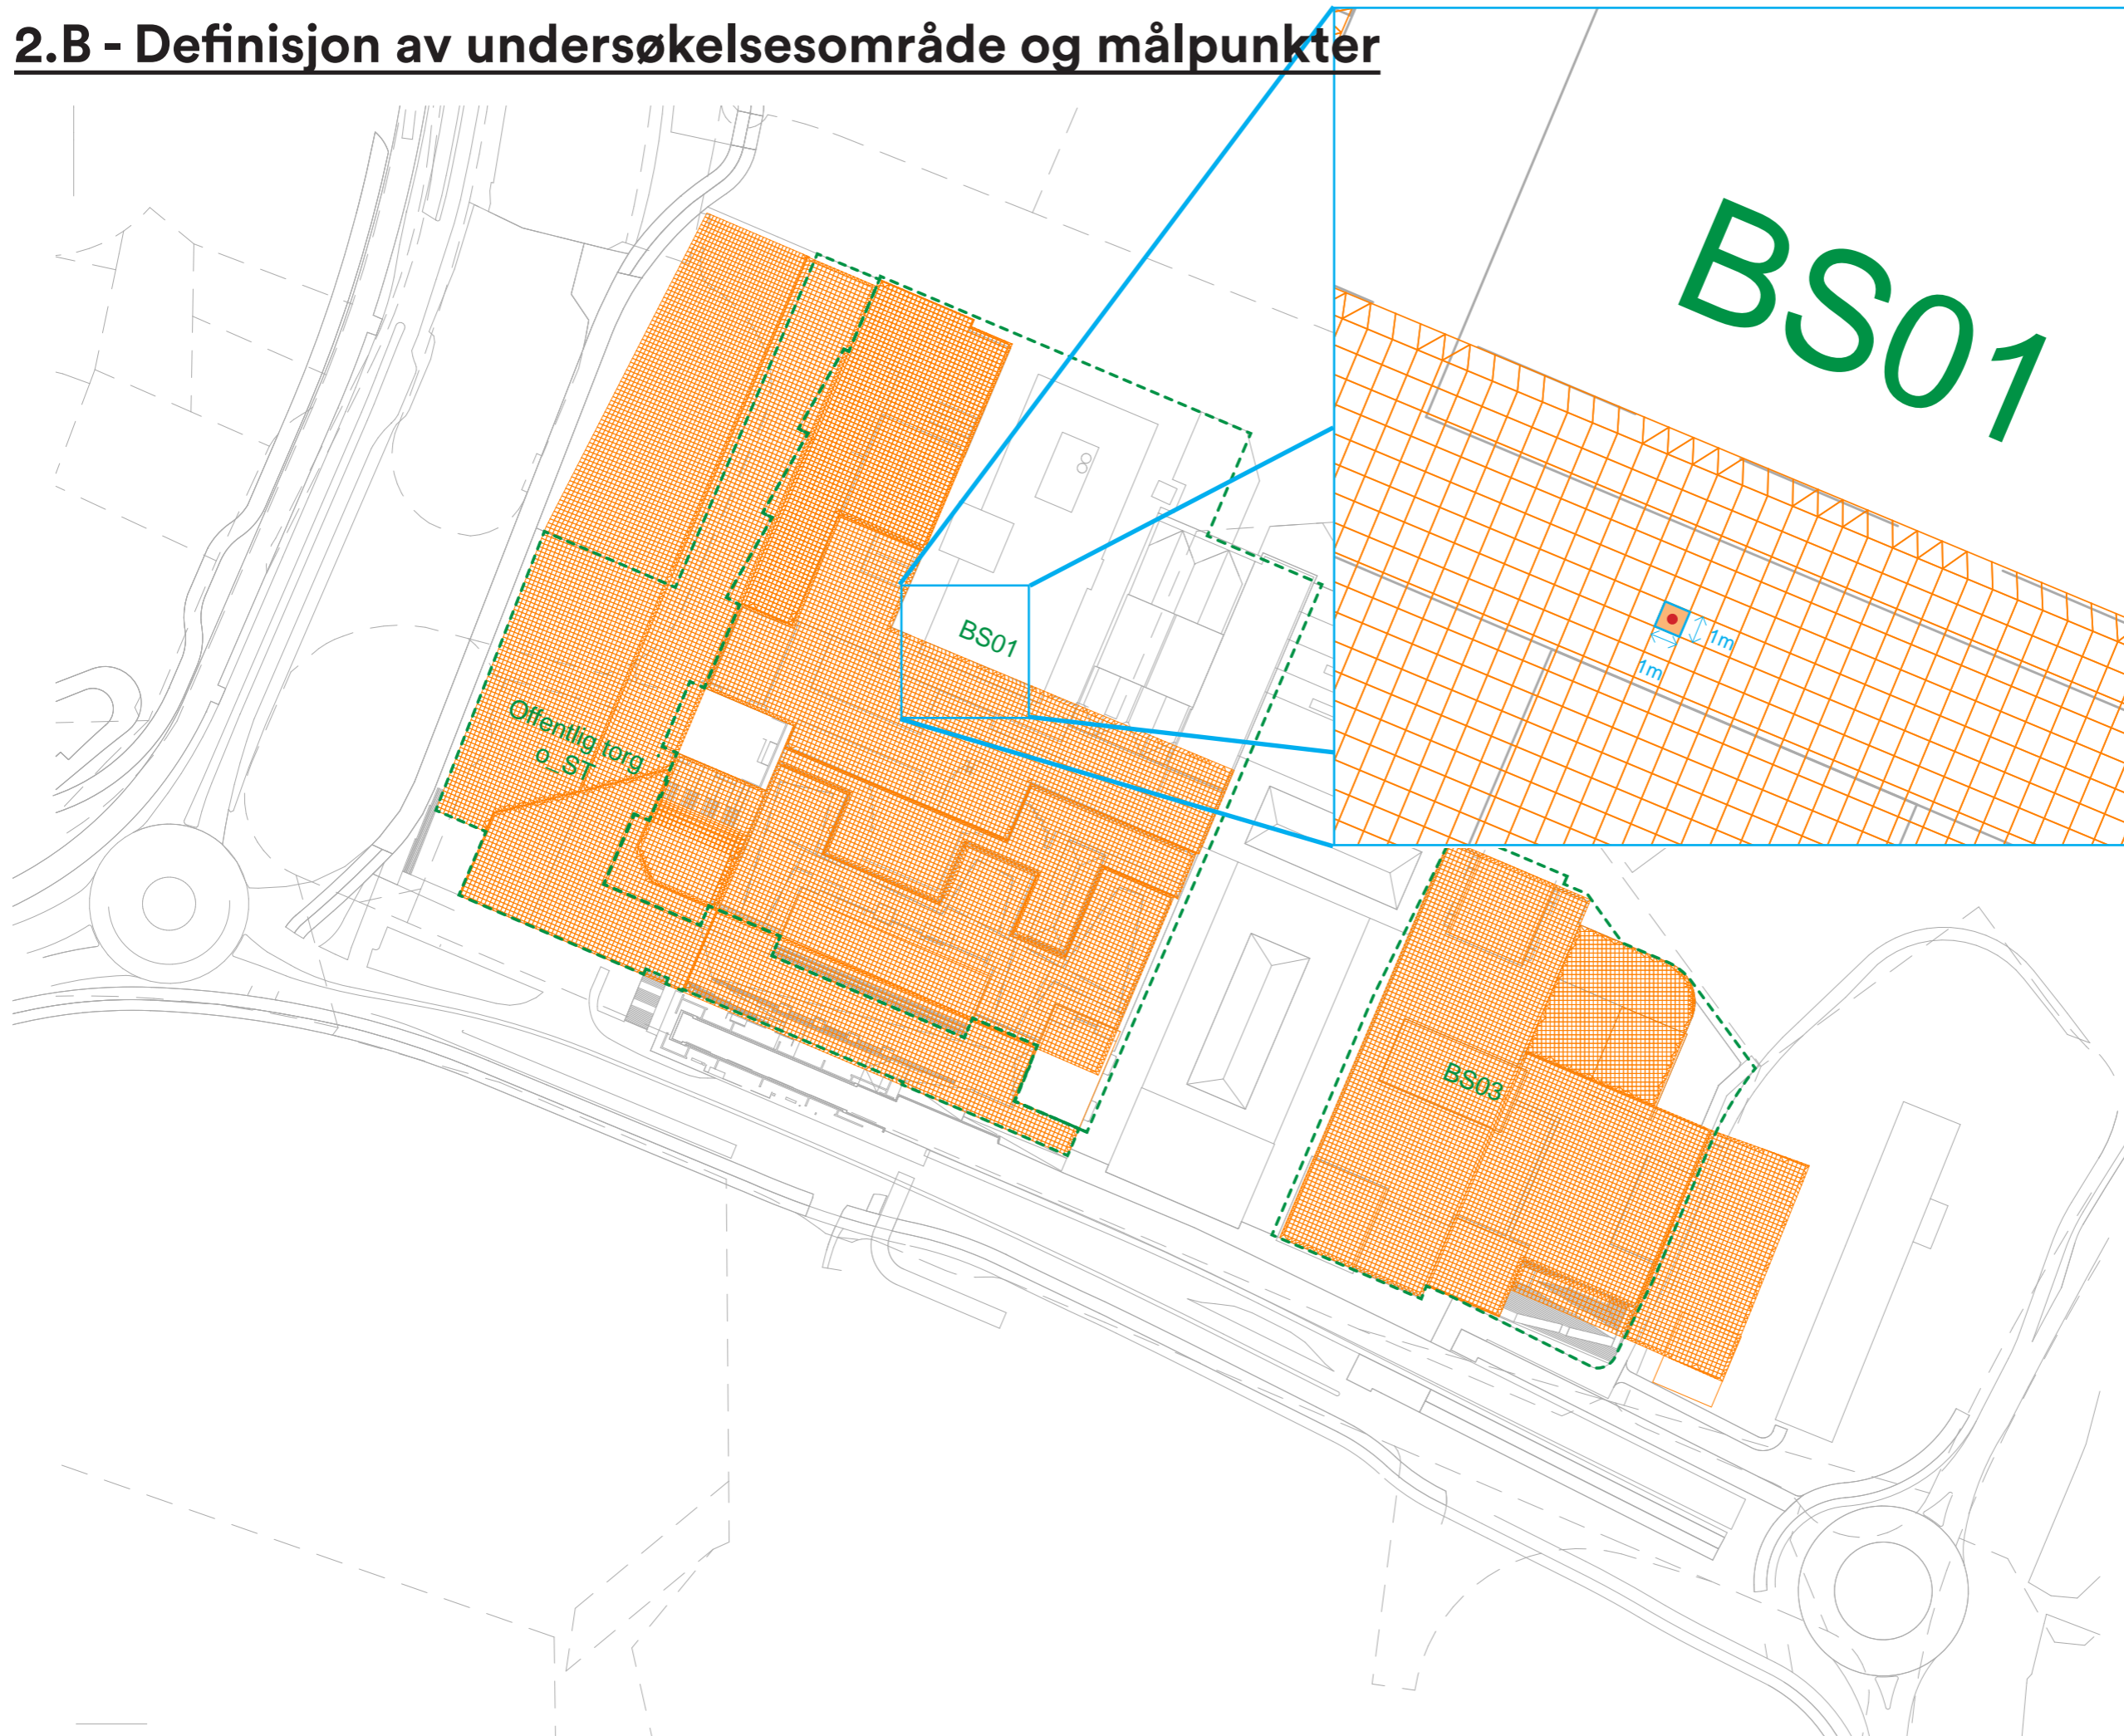 2.B - Definisjon av undersøkelsesområde og målpunkter
BS01
1m
1m
BS01
Offentlig torg
o_ST
BS03